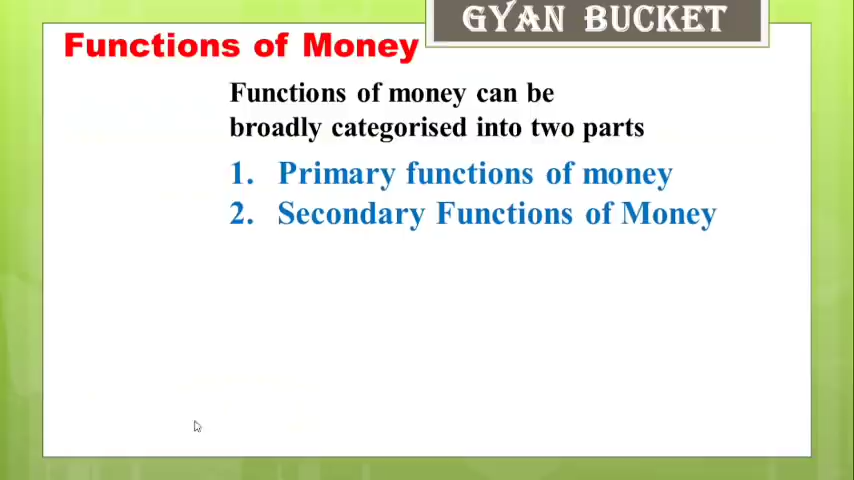 GYAN BUCKET
Functions of Money
Functions of money can be
broadly categorised into two parts
1. Primary functions of money
2. Secondary Functions of Money